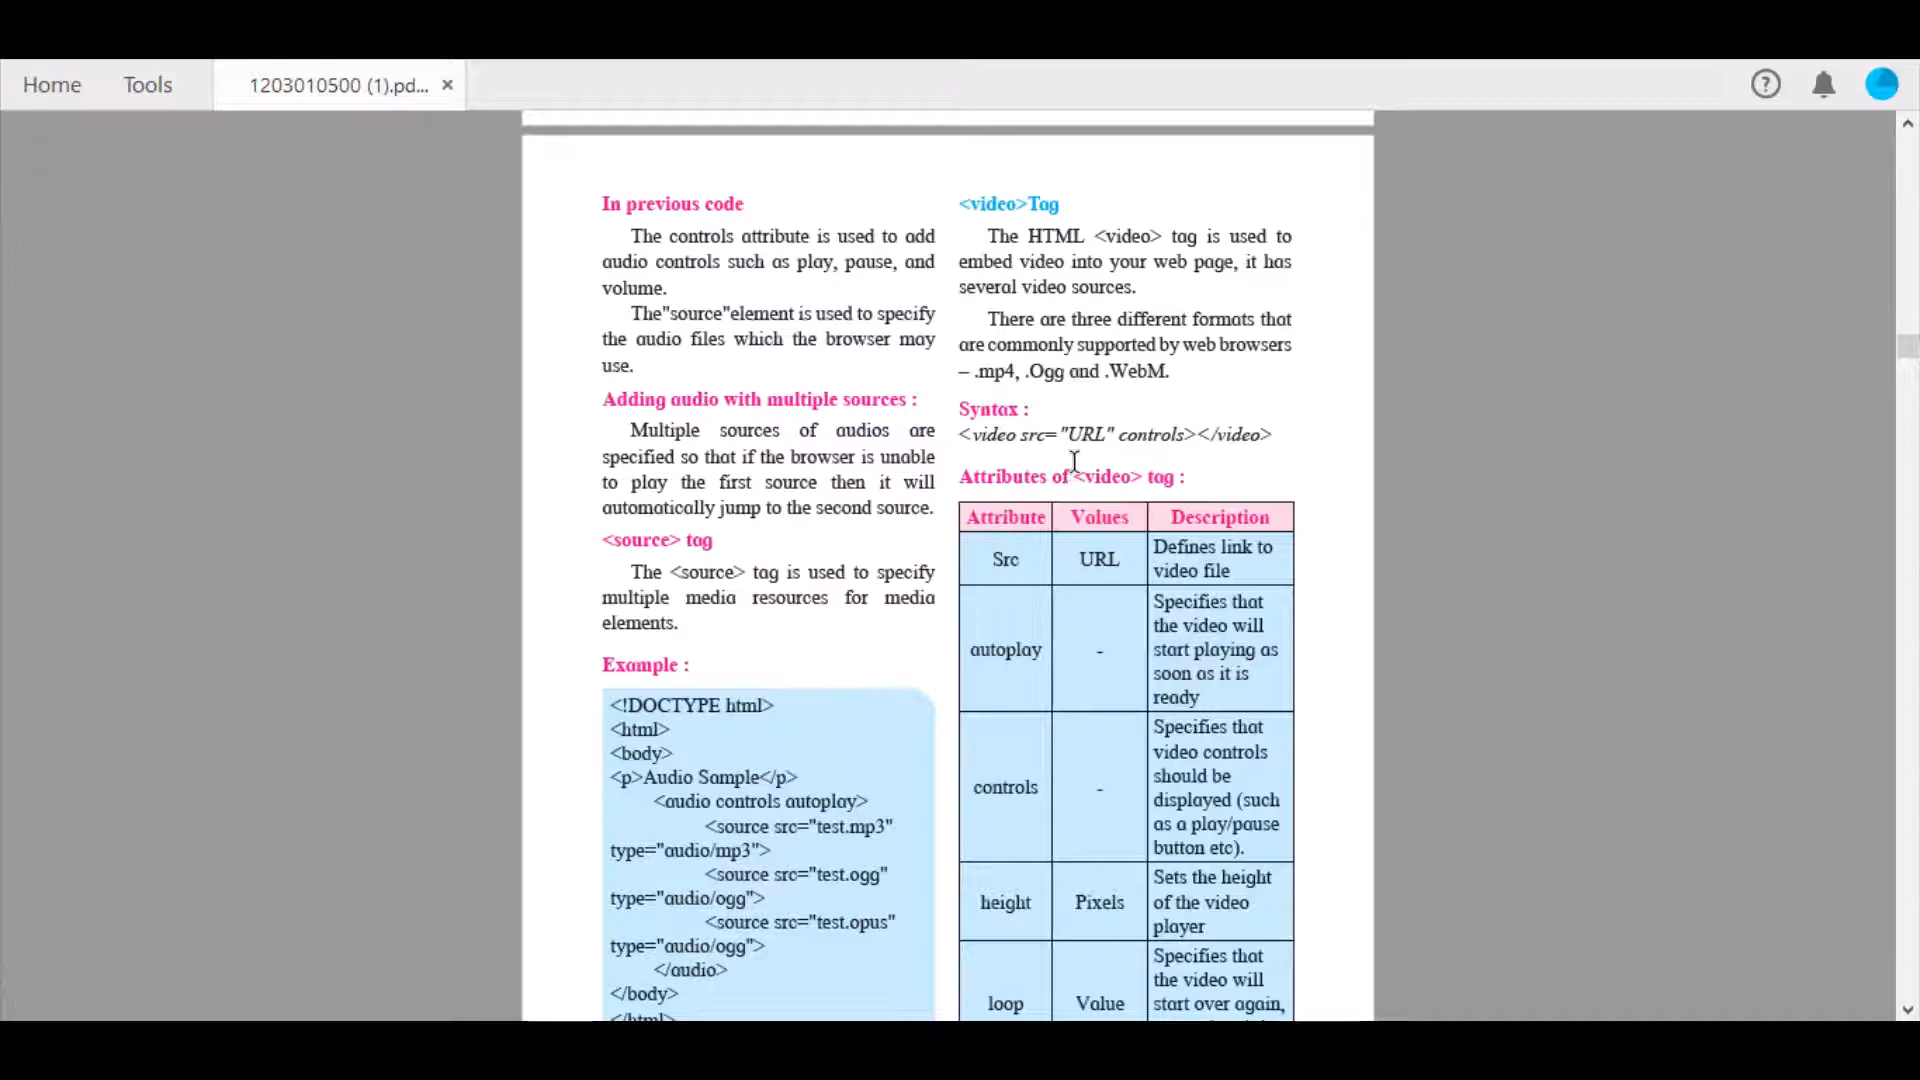 Home
Tools
1203010500 (1).pd...
In previous code
The controls attribute is used to add
audio controls such as play, pause, and
volume.
The"source"element is used to specify
the audio files which the browser may
use.
Adding audio with multiple sources :
Multiple sources of audios are
specified so that if the browser is unable
to play the first source then it will
automatically jump to the second source.
<source> tag
The <source> tag is used to specify
multiple media resources for media
elements.
Example :
<!DOCTYPE html>
<html>
<body>
<p>Audio Sample</p>
<audio controls autoplay>
<source src="test.mp3"
type="audio/mp3">
<source src="test.ogg"
type="audio/ogg">
<source src="test.opus"
type="audio/ogg">
</audio>
</body>
</html>
<video>Tag
The HTML <video> tag is used to
embed video into your web page, it has
several video sources.
There are three different formats that
are commonly supported by web browsers
– .mp4, .Ogg and .WebM.
Syntax :
<video src="URL" controls></video>
Attributes of <video> tag :
Attribute Values Description
Src URL Defines link to
video file
autoplay - Specifies that
the video will
start playing as
soon as it is
ready
controls - Specifies that
video controls
should be
displayed (such
as a play/pause
button etc).
height Pixels Sets the height
of the video
player
loop Value Specifies that
the video will
start over again,